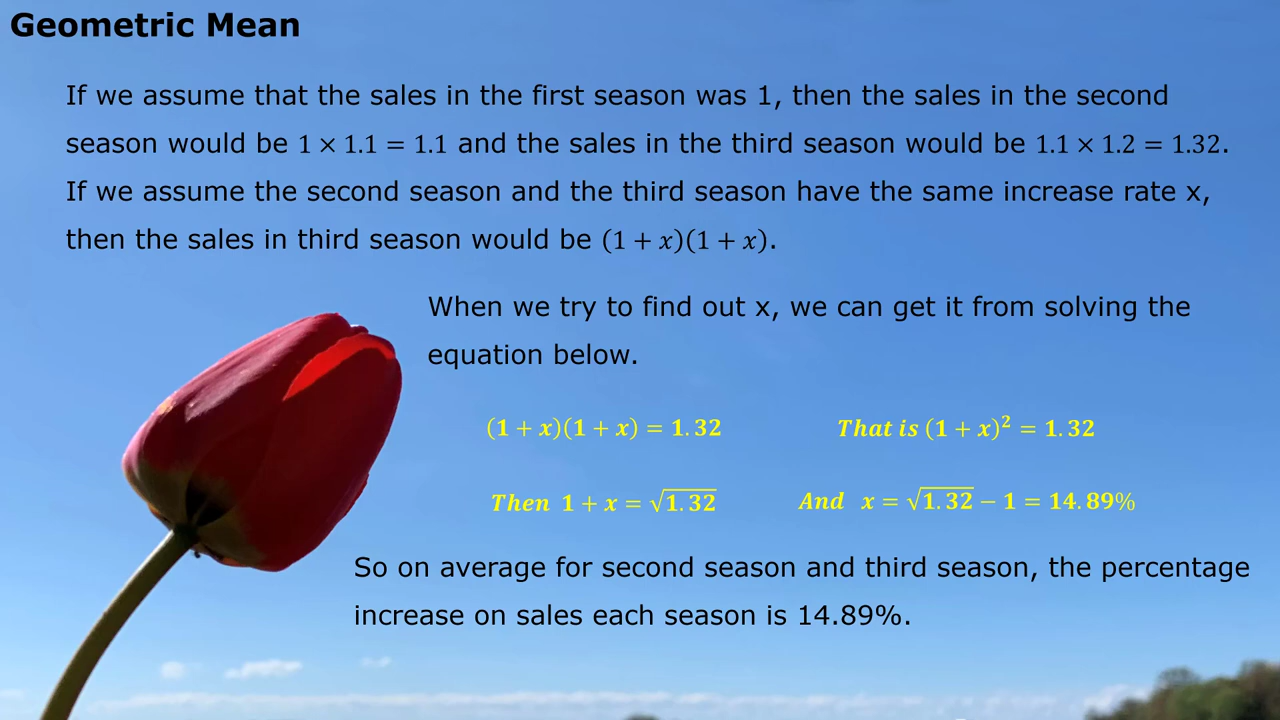 Geometric Mean
If we assume that the sales in the first season was 1, then the sales in the second
season would be 1 × 1.1 = 1.1 and the sales in the third season would be 1.1 × 1.2 = 1.32.
If we assume the second season and the third season have the same increase rate x,
then the sales in third season would be (1 + x)(1 + x).
When we try to find out x, we can get it from solving the
equation below.
(1 + x)(1 + x) = 1.32 That is (1 + x)² = 1.32
Then 1 + x = √1.32 And x = √1.32 − 1 = 14.89%
So on average for second season and third season, the percentage
increase on sales each season is 14.89%.